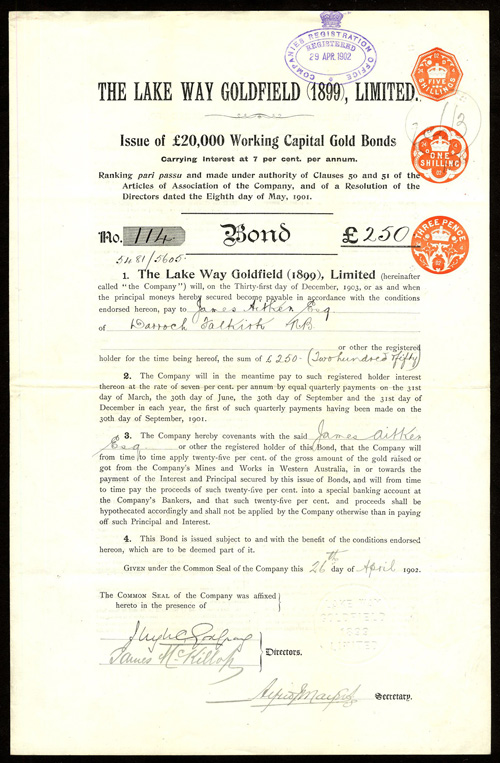 COMPANIES REGISTRATION OFFICE
REGISTERED
29 APR. 1902
FIVE SHILLINGS
THE LAKE WAY GOLDFIELD (1899), LIMITED.
Issue of £20,000 Working Capital Gold Bonds
Carrying Interest at 7 per cent. per annum.
ONE SHILLING
Ranking pari passu and made under authority of Clauses 50 and 51 of the
Articles of Association of the Company, and of a Resolution of the
Directors dated the Eighth day of May, 1901.
THREE PENCE
No. 114 Bond £250
5481/5605
1. The Lake Way Goldfield (1899), Limited (hereinafter
called "the Company") will, on the Thirty-first day of December, 1903, or as and when
the principal moneys hereby secured become payable in accordance with the conditions
endorsed hereon, pay to James Aitken Esq
of Darroch Falkirk NB
or other the registered
holder for the time being hereof, the sum of £250- (Two hundred & fifty)
2. The Company will in the meantime pay to such registered holder interest
thereon at the rate of seven per cent. per annum by equal quarterly payments on the 31st
day of March, the 30th day of June, the 30th day of September and the 31st day of
December in each year, the first of such quarterly payments having been made on the
30th day of September, 1901.
3. The Company hereby covenants with the said James Aitken
Esq or other the registered holder of this Bond, that the Company will
from time to time apply twenty-five per cent. of the gross amount of the gold raised or
got from the Company's Mines and Works in Western Australia, in or towards the
payment of the Interest and Principal secured by this issue of Bonds, and will from time
to time pay the proceeds of such twenty-five per cent. into a special banking account at
the Company's Bankers, and that such twenty-five per cent. and proceeds shall be
hypothecated accordingly and shall not be applied by the Company otherwise than in paying
off such Principal and Interest.
4. This Bond is issued subject to and with the benefit of the conditions endorsed
hereon, which are to be deemed part of it.
GIVEN under the Common Seal of the Company this 26th day of April 1902.
The COMMON SEAL of the Company was affixed
hereto in the presence of
LAKE WAY
GOLDFIELD
1899
LIMITED
James McKillop
Directors.
Secretary.